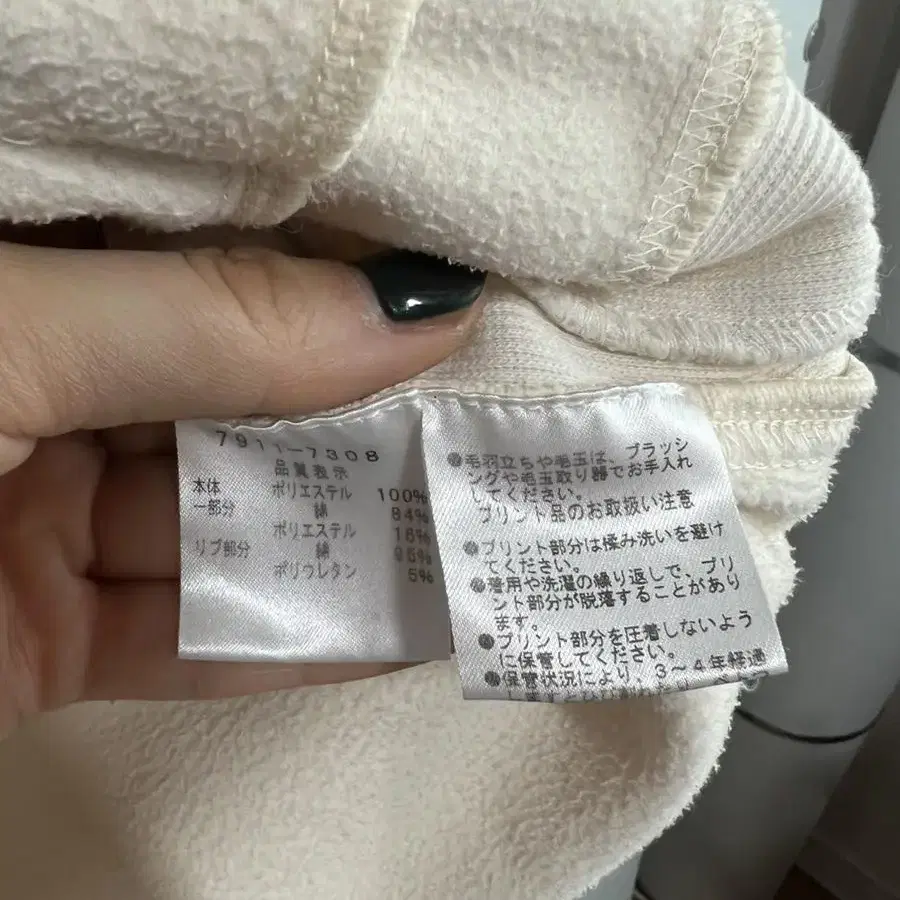 7911-7308
品質表示
本体 ポリエステル 100%
一部分 綿 84%
ポリエステル 16%
リブ部分 綿 95%
ポリウレタン 5%
●毛羽立ちや毛玉は、ブラッシ
ングや毛玉取り器でお手入れ
してください。
プリント品のお取扱い注意
●プリント部分は揉み洗いを避け
てください。
●着用や洗濯の繰り返しで、プリ
ント部分が脱落することがあり
ます。
●プリント部分を圧着しないよう
に保管してください。
●保管状況により、3〜4年経過